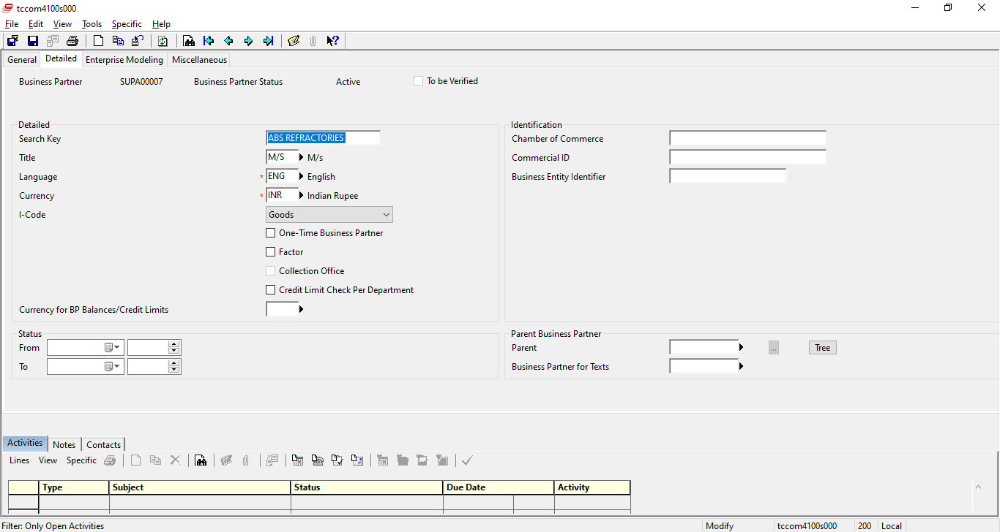 tccom4100s000
File Edit View Tools Specific Help
General Detailed Enterprise Modeling Miscellaneous
Business Partner SUPA00007 Business Partner Status Active To be Verified
Detailed
Search Key ABS REFRACTORIES
Title M/S M/s
Language * ENG English
Currency * INR Indian Rupee
I-Code Goods
One-Time Business Partner
Factor
Collection Office
Credit Limit Check Per Department
Currency for BP Balances/Credit Limits
Identification
Chamber of Commerce
Commercial ID
Business Entity Identifier
Status
From
To
Parent Business Partner
Parent ... Tree
Business Partner for Texts
Activities Notes Contacts
Lines View Specific
Type Subject Status Due Date Activity
Filter: Only Open Activities Modify tccom4100s000 200 Local